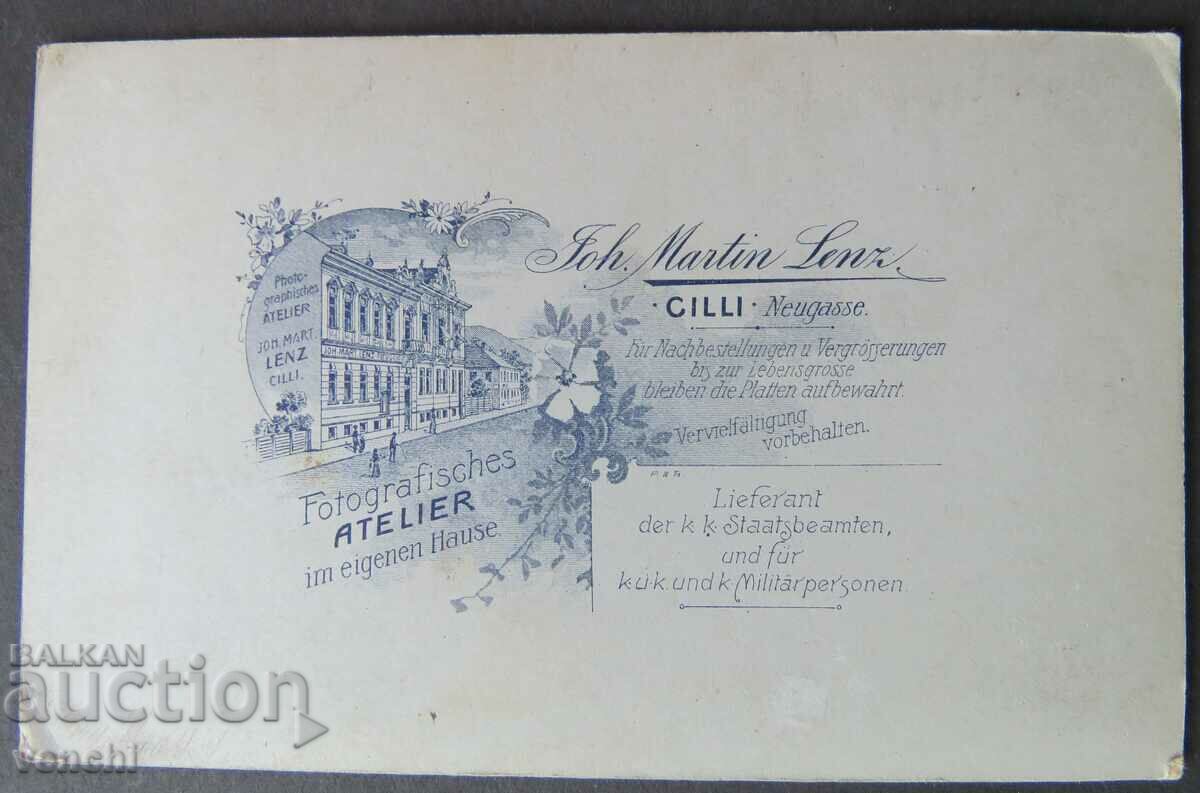 Photo-
graphisches
ATELIER
JOH. MART.
LENZ
CILLI.
Joh. Martin Lenz.
· CILLI · Neugasse.
Für Nachbestellungen u Vergrösserungen
bis zur Lebensgrösse
bleiben die Platten aufbewahrt.
Vervielfältigung
vorbehalten.
Fotografisches
ATELIER
im eigenen Hause
Lieferant
der k. k. Staatsbeamten,
und für
k.u.k. und k. Militärpersonen.
BALKAN
auction
venchi